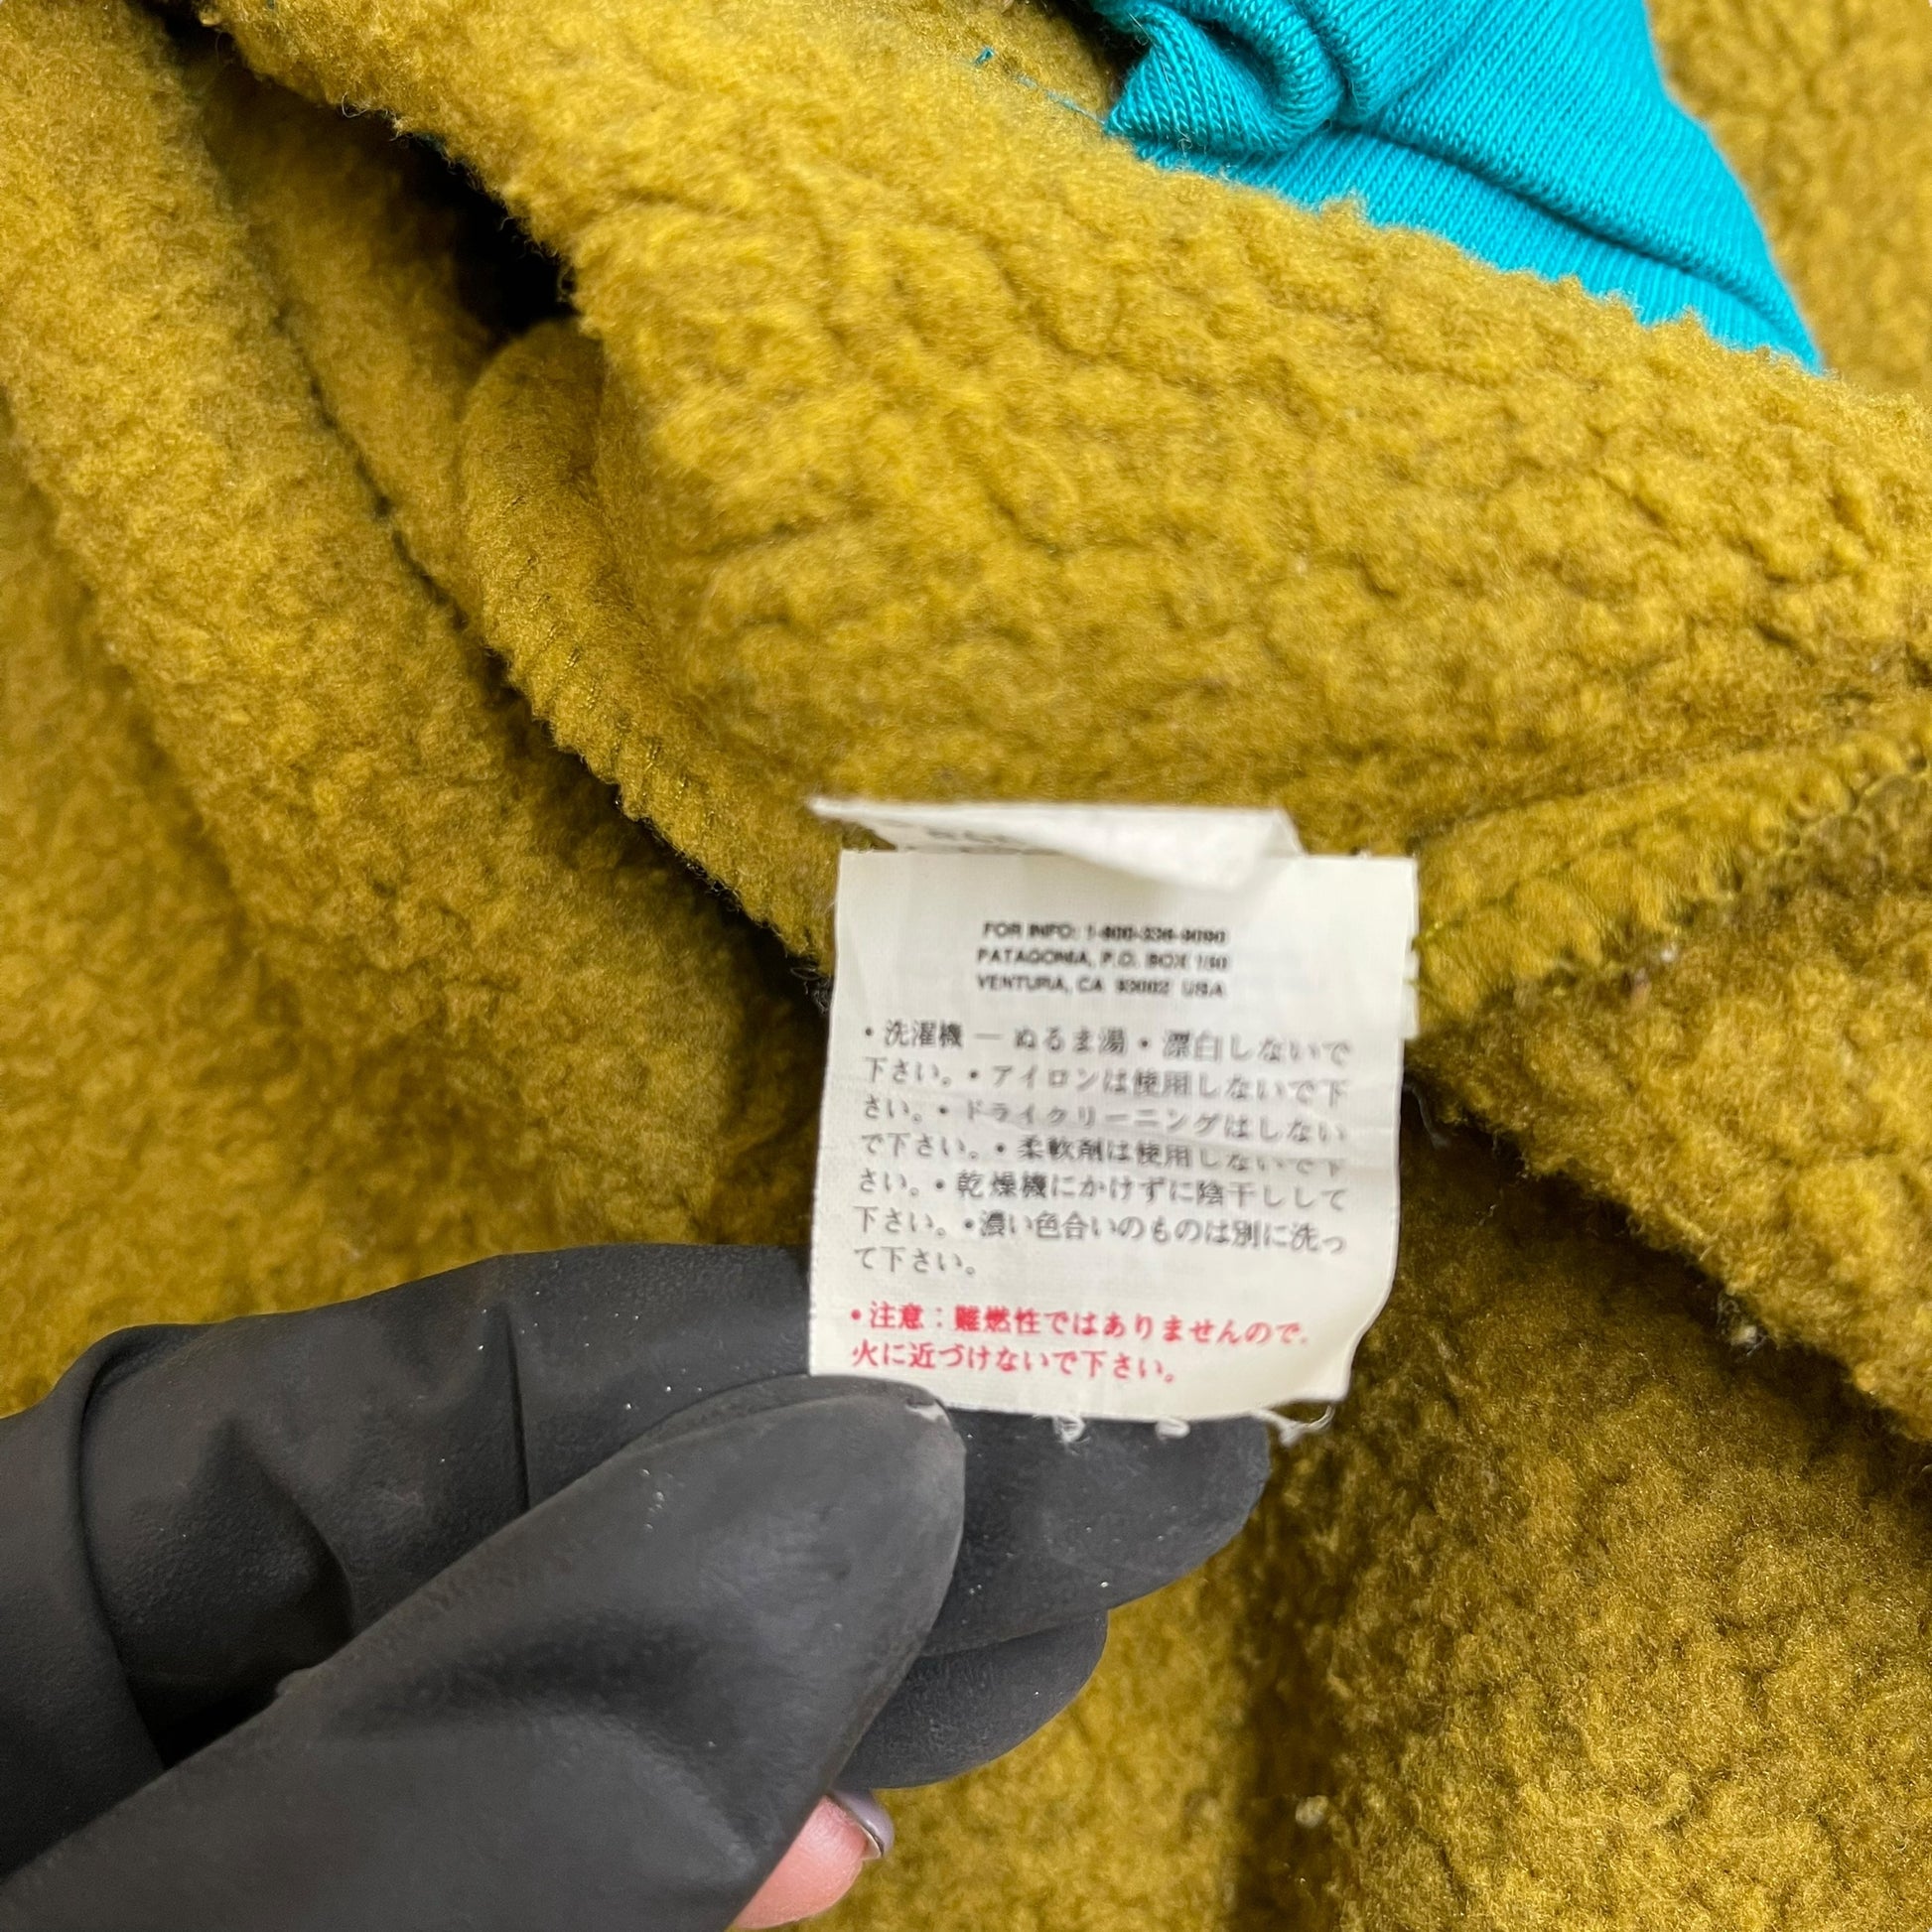 FOR INFO: 1-800-336-9090
PATAGONIA, P.O. BOX 150
VENTURA, CA 93002 USA
• 洗濯機 — ぬるま湯 • 漂白しないで
下さい。• アイロンは使用しないで下
さい。• ドライクリーニングはしない
で下さい。• 柔軟剤は使用しないで下
さい。• 乾燥機にかけずに陰干しして
下さい。•濃い色合いのものは別に洗っ
て下さい。
• 注意：難燃性ではありませんので.
火に近づけないで下さい。